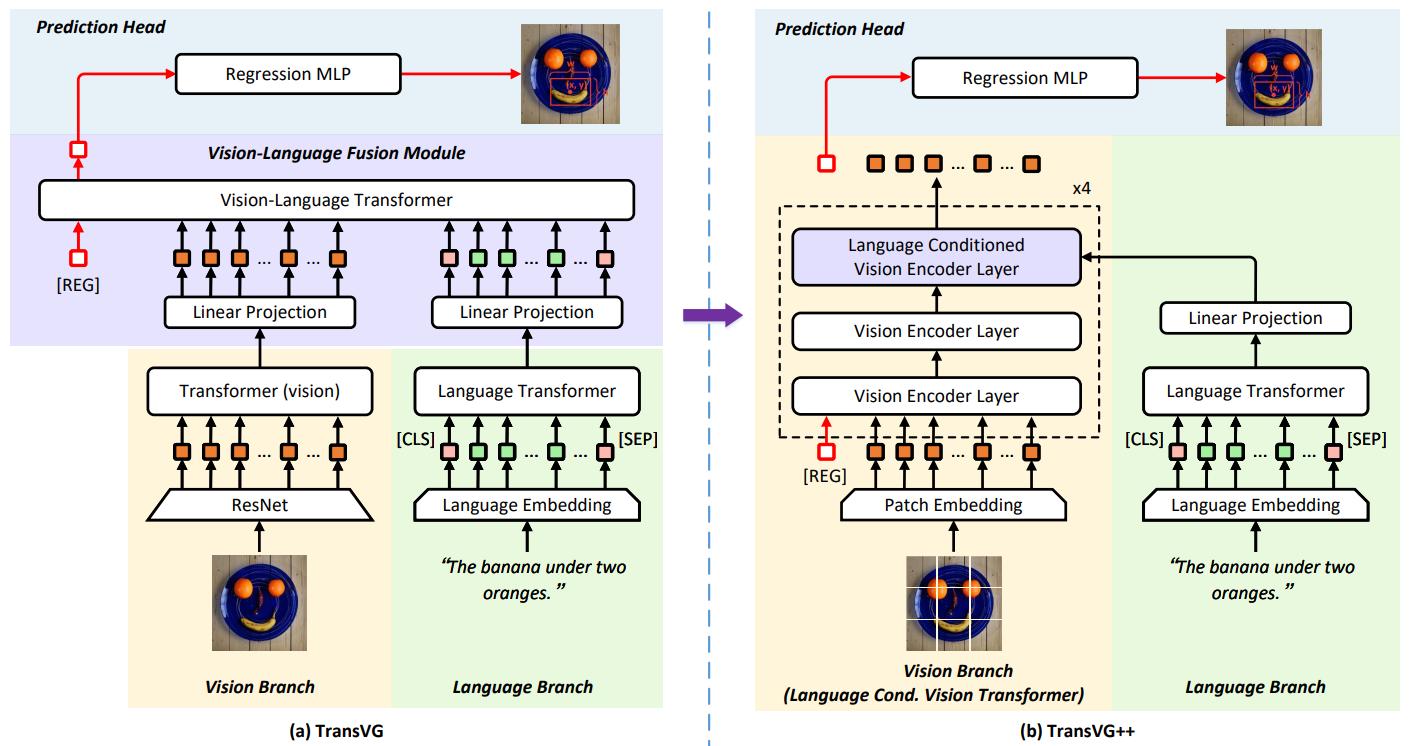 Prediction Head
Regression MLP
w
(x, y)
h
Vision-Language Fusion Module
Vision-Language Transformer
[REG]
... ...
... ...
Linear Projection
Linear Projection
Transformer (vision)
Language Transformer
[CLS]
[SEP]
... ...
... ...
ResNet
Language Embedding
“The banana under two
oranges. ”
Vision Branch
Language Branch
(a) TransVG
Prediction Head
Regression MLP
w
(x, y)
h
... ...
x4
Language Conditioned
Vision Encoder Layer
Vision Encoder Layer
Vision Encoder Layer
[REG]
... ...
Patch Embedding
Vision Branch
(Language Cond. Vision Transformer)
Linear Projection
Language Transformer
[CLS]
[SEP]
... ...
Language Embedding
“The banana under two
oranges. ”
Language Branch
(b) TransVG++